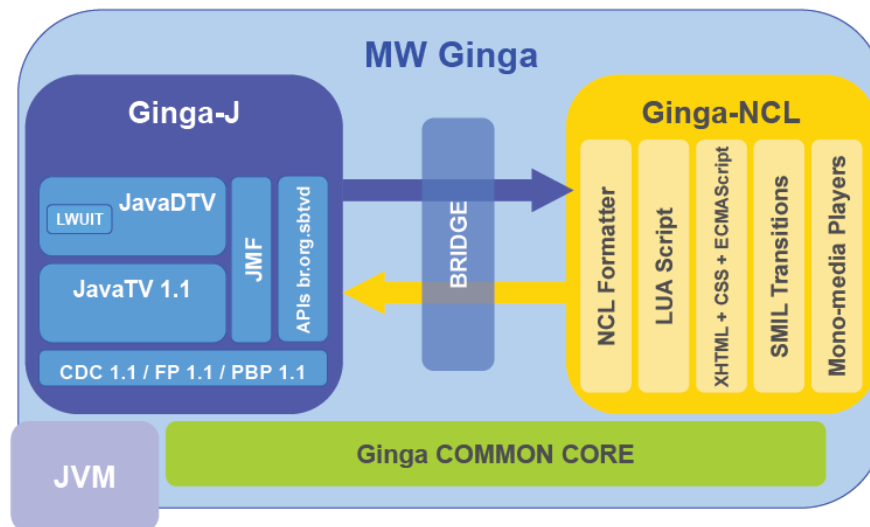 MW Ginga
Ginga-J
JavaDTV
LWUIT
JavaTV 1.1
JMF
APIs br.org.sbtvd
CDC 1.1 / FP 1.1 / PBP 1.1
BRIDGE
Ginga-NCL
NCL Formatter
LUA Script
XHTML + CSS + ECMAScript
SMIL Transitions
Mono-media Players
Ginga COMMON CORE
JVM